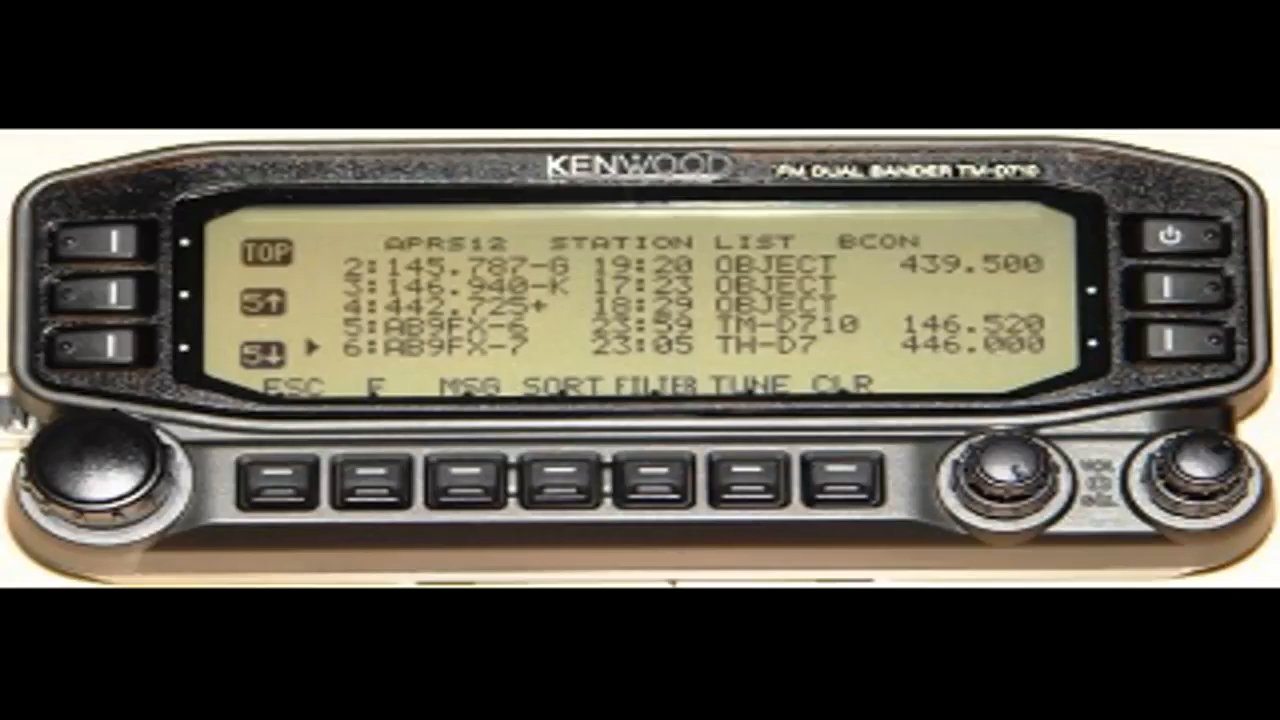 KENWOOD FM DUAL BANDER TM-D710
TOP APRS12 STATION LIST BCON
2:145.787-G 19:20 OBJECT 439.500
3:146.940-K 17:23 OBJECT
5↑ 4:442.725+ 18:29 OBJECT
5:AB9FX-8 23:59 TM-D710 146.520
5↓ 6:AB9FX-7 23:05 TH-D7 446.000
ESC F MSG SORT FILTER TUNE CLR
VOL